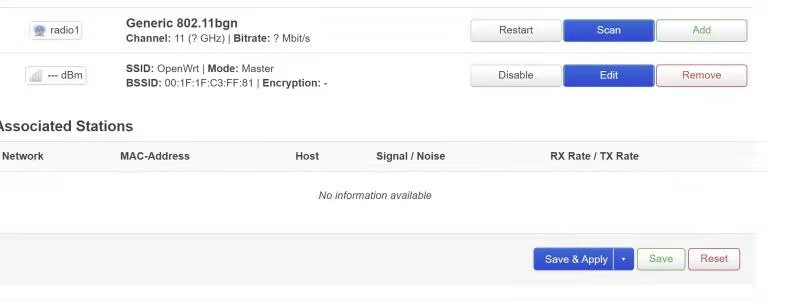 radio1
Generic 802.11bgn
Channel: 11 (? GHz) | Bitrate: ? Mbit/s
Restart
Scan
Add
--- dBm
SSID: OpenWrt | Mode: Master
BSSID: 00:1F:1F:C3:FF:81 | Encryption: -
Disable
Edit
Remove
Associated Stations
Network MAC-Address Host Signal / Noise RX Rate / TX Rate
No information available
Save & Apply
Save
Reset